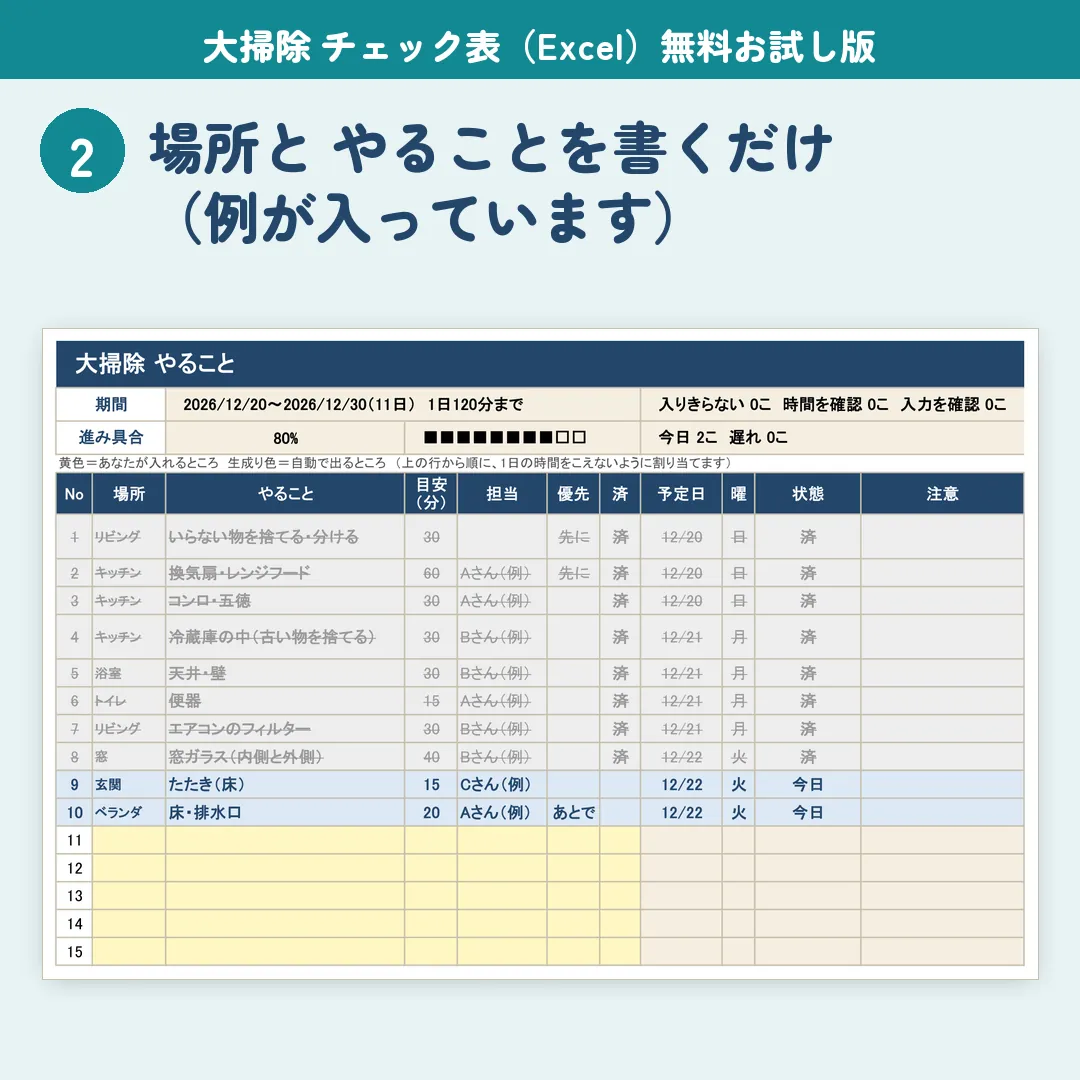 大掃除 チェック表（Excel）無料お試し版
2 場所と やることを書くだけ
（例が入っています）
大掃除 やること
期間 2026/12/20～2026/12/30(11日) 1日120分まで 入りきらない 0こ 時間を確認 0こ 入力を確認 0こ
進み具合 80% ■■■■■■■■□□ 今日 2こ 遅れ 0こ
黄色＝あなたが入れるところ 生成り色＝自動で出るところ （上の行から順に、1日の時間をこえないように割り当てます）
No 場所 やること 目安（分） 担当 優先 済 予定日 曜 状態 注意
1 リビング いらない物を捨てる・分ける 30 先に 済 12/20 日 済
2 キッチン 換気扇・レンジフード 60 Aさん（例） 先に 済 12/20 日 済
3 キッチン コンロ・五徳 30 Aさん（例） 済 12/20 日 済
4 キッチン 冷蔵庫の中（古い物を捨てる） 30 Bさん（例） 済 12/21 月 済
5 浴室 天井・壁 30 Bさん（例） 済 12/21 月 済
6 トイレ 便器 15 Aさん（例） 済 12/21 月 済
7 リビング エアコンのフィルター 30 Bさん（例） 済 12/21 月 済
8 窓 窓ガラス（内側と外側） 40 Bさん（例） 済 12/22 火 済
9 玄関 たたき（床） 15 Cさん（例） 12/22 火 今日
10 ベランダ 床・排水口 20 Aさん（例） あとで 12/22 火 今日
11
12
13
14
15